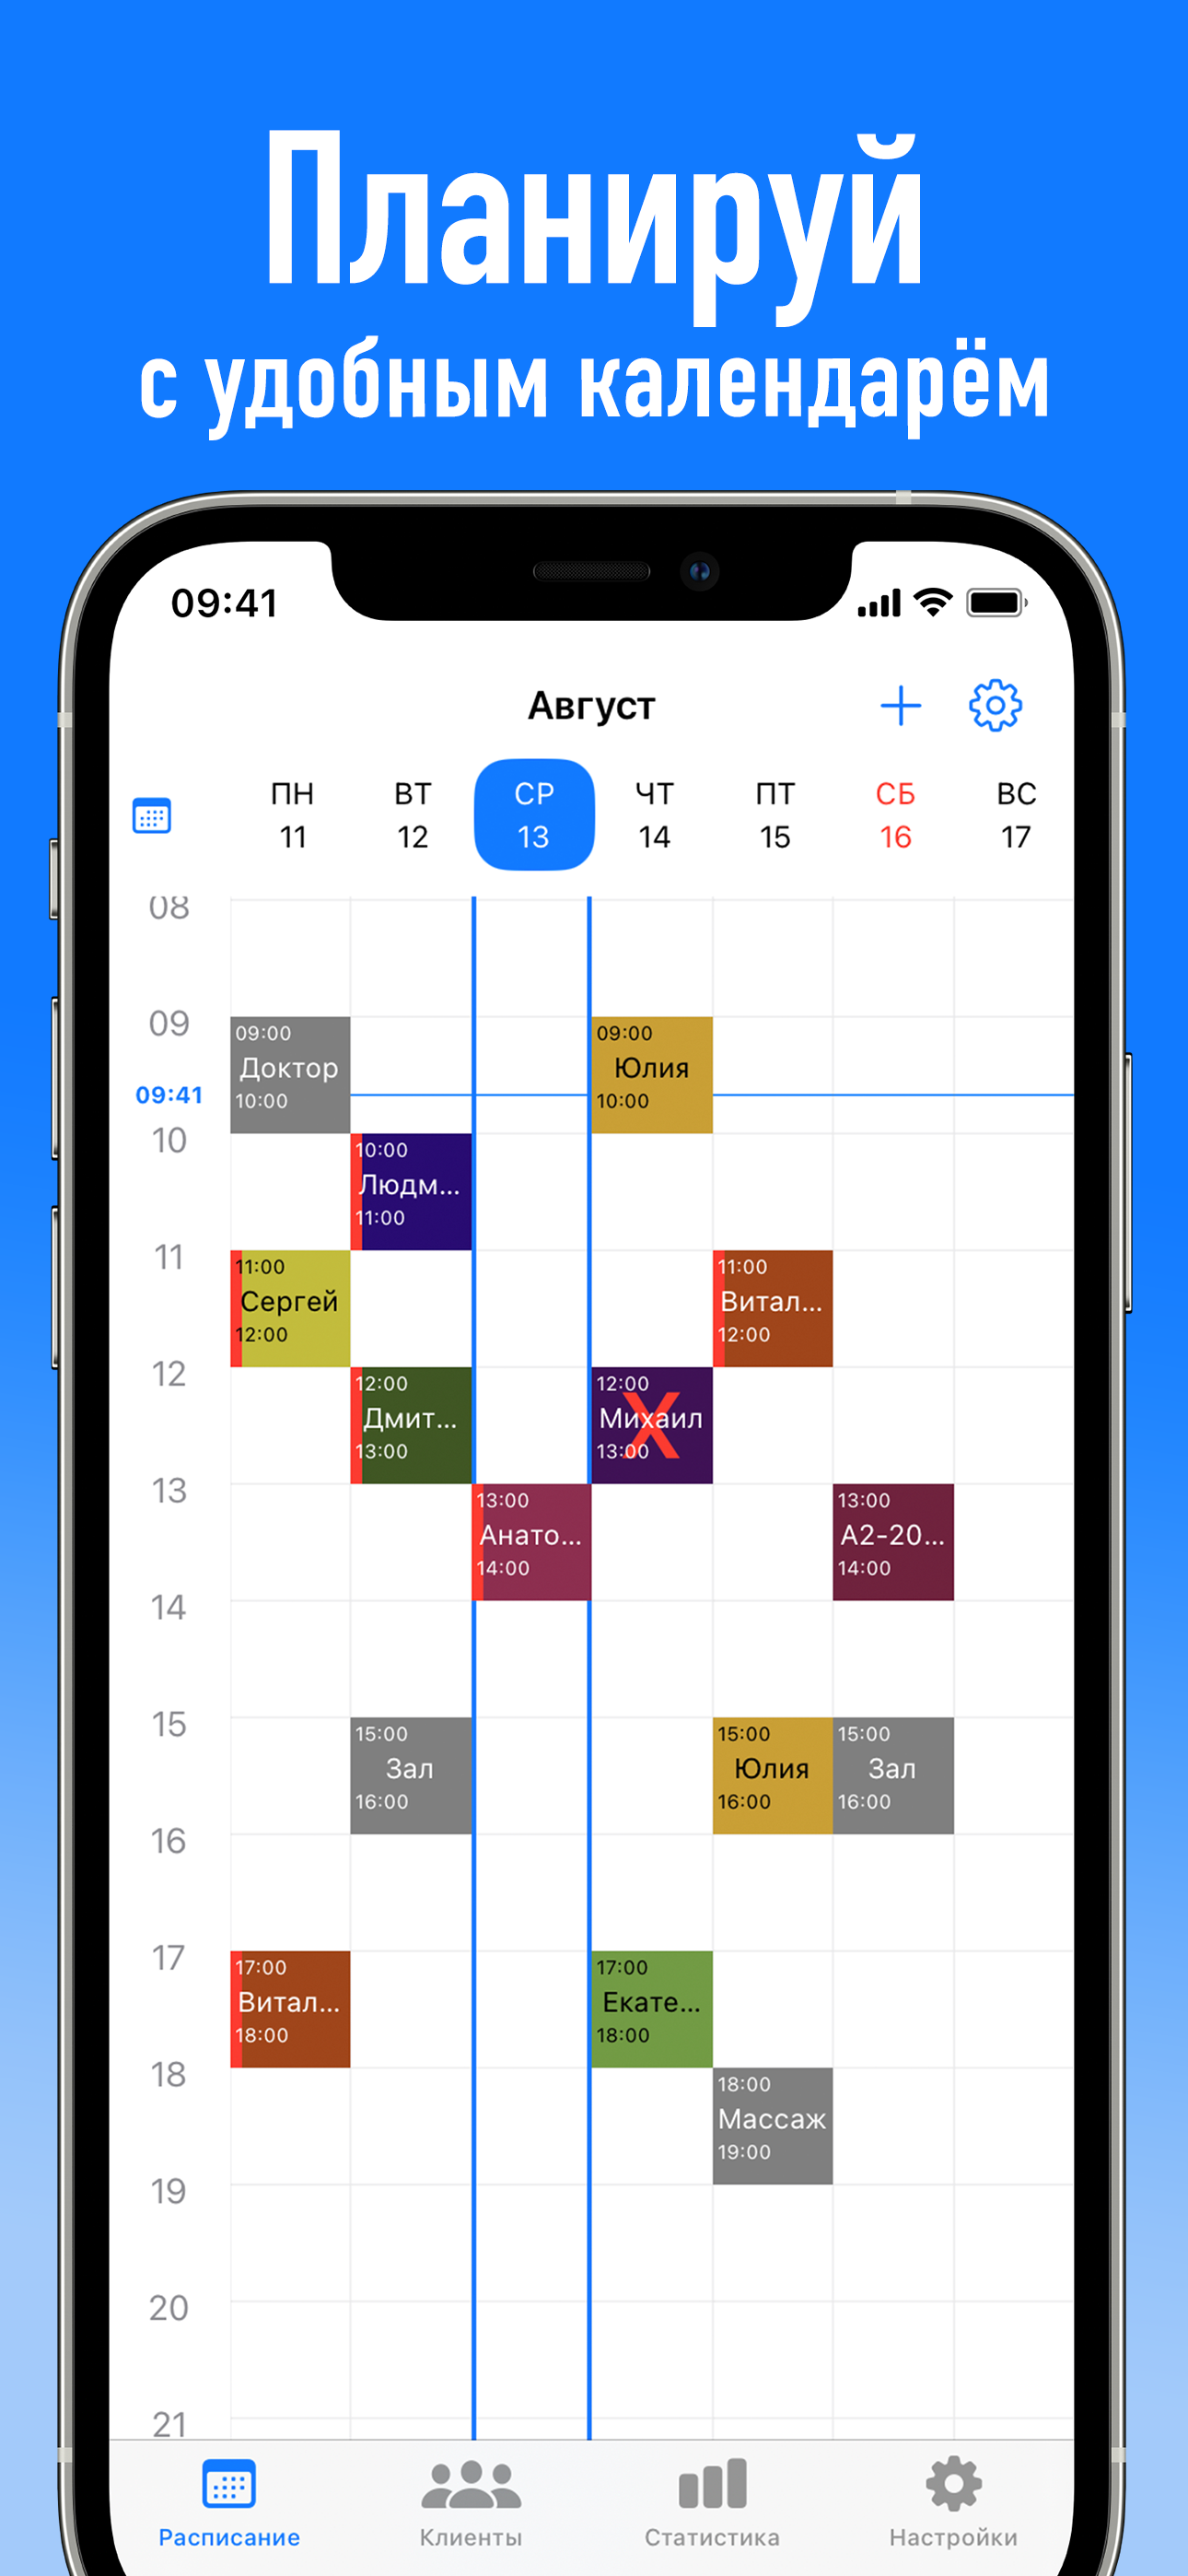 Планируй
с удобным календарём
09:41
Август
ПН ВТ СР ЧТ ПТ СБ ВС
11 12 13 14 15 16 17
08
09
09:00 Доктор 10:00
09:00 Юлия 10:00
09:41
10
10:00 Людм... 11:00
11
11:00 Сергей 12:00
11:00 Витал... 12:00
12
12:00 Дмит... 13:00
12:00 Михаил 13:00
X
13
13:00 Анато... 14:00
13:00 А2-20... 14:00
14
15
15:00 Зал 16:00
15:00 Юлия 16:00
15:00 Зал 16:00
16
17
17:00 Витал... 18:00
17:00 Екате... 18:00
18
18:00 Массаж 19:00
19
20
21
Расписание Клиенты Статистика Настройки